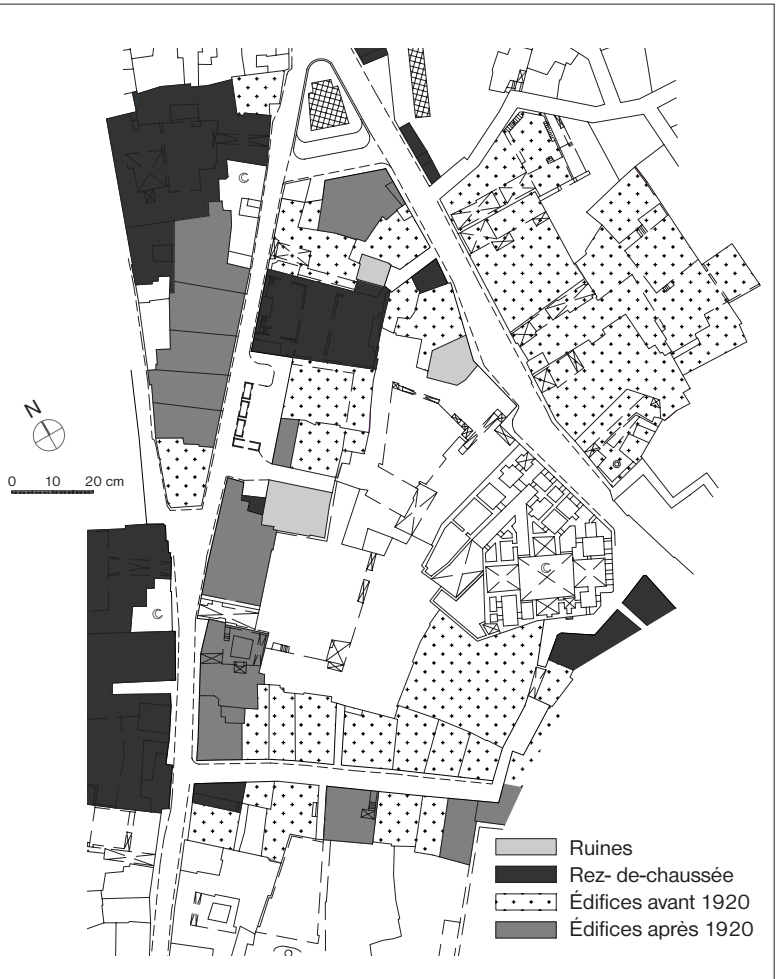 N
0 10 20 cm
Ruines
Rez- de-chaussée
Édifices avant 1920
Édifices après 1920